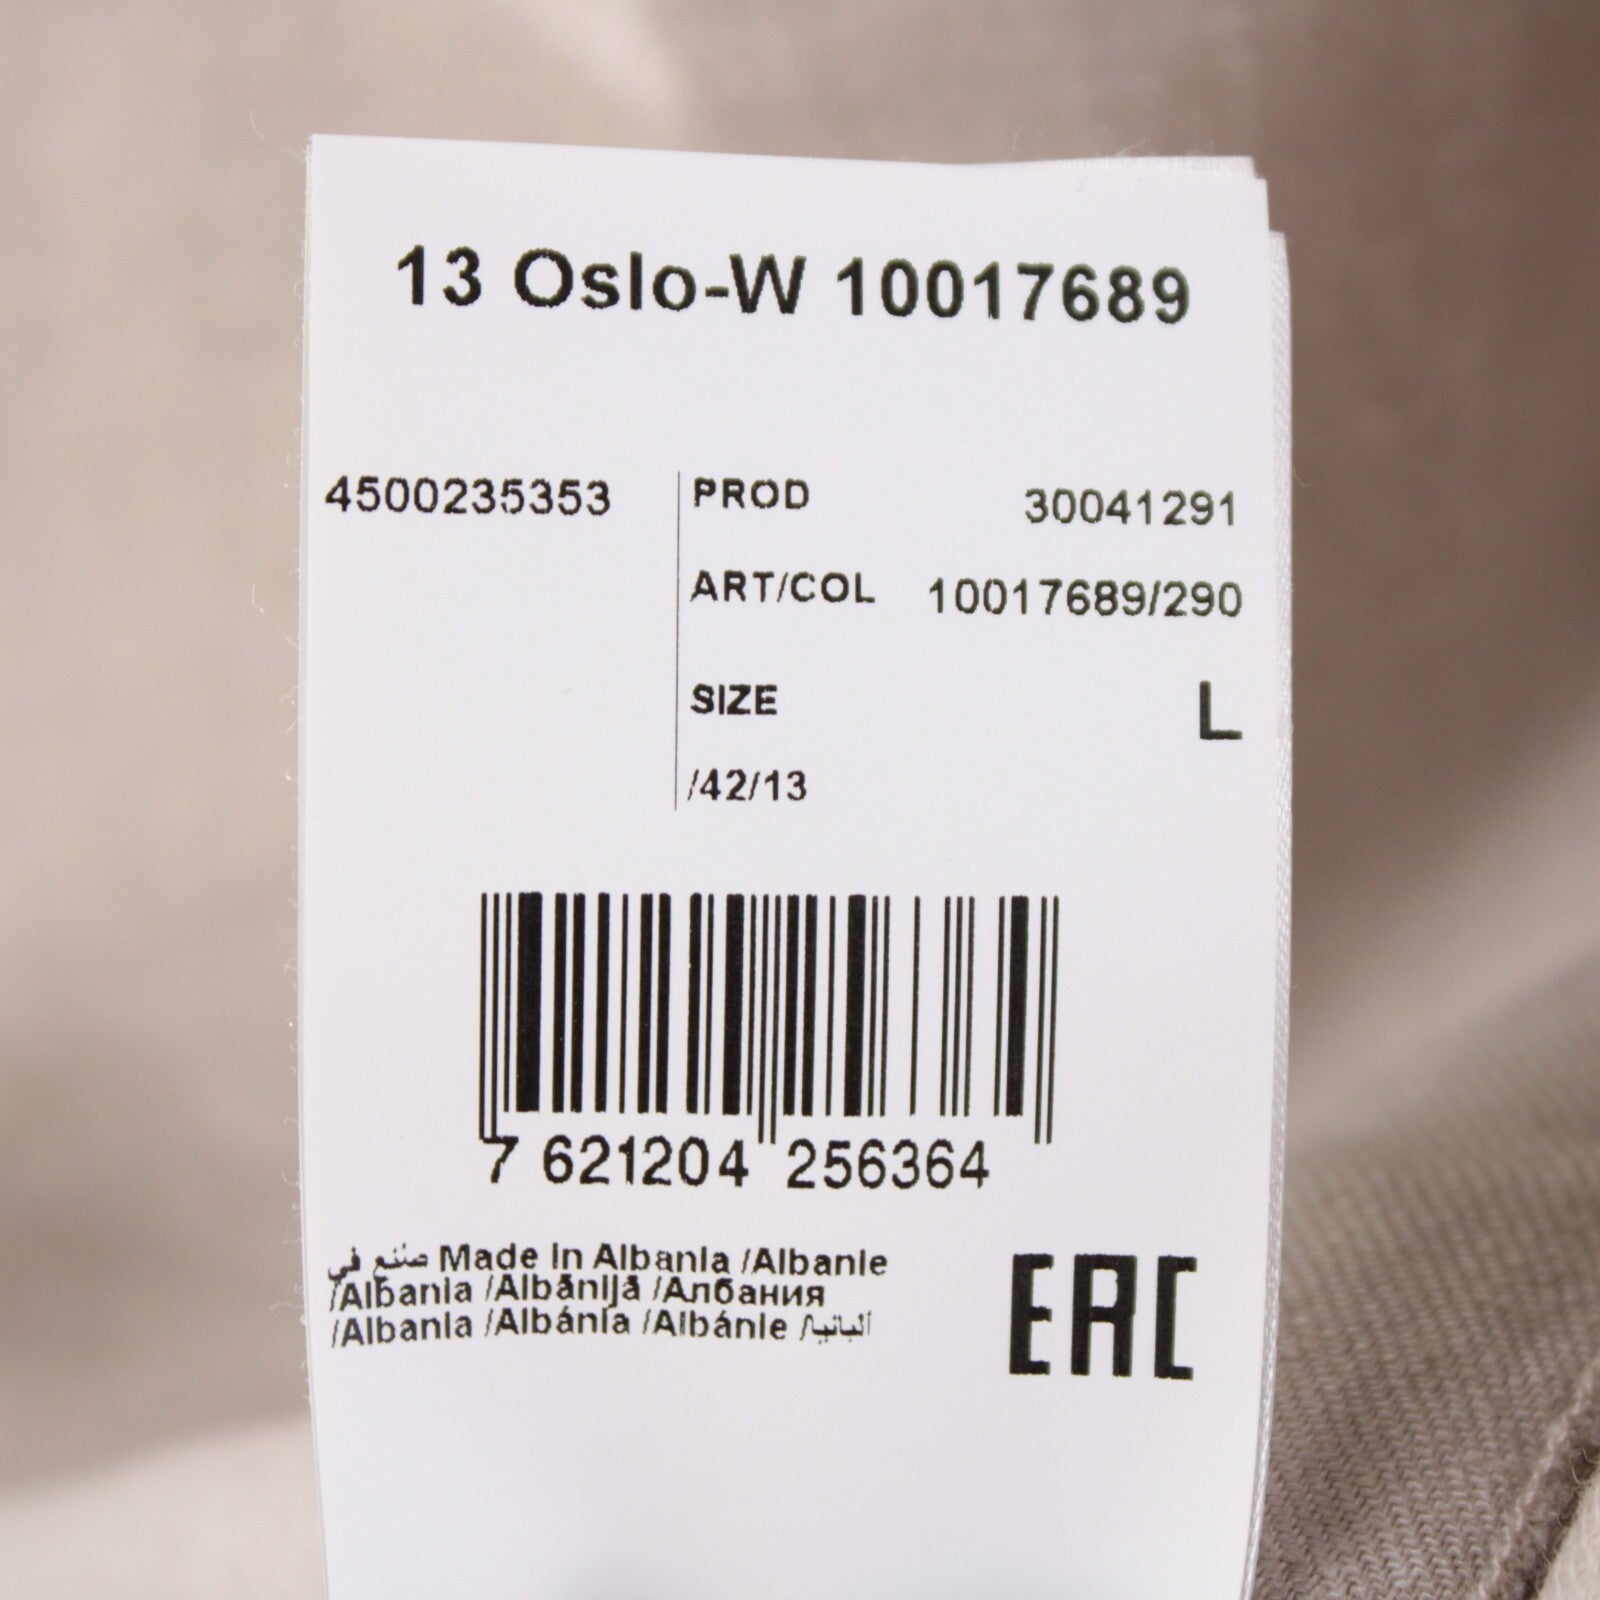 13 Oslo-W 10017689
4500235353
PROD 30041291
ART/COL 10017689/290
SIZE L
/42/13
7 621204 256364
صنع في Made in Albania /Albanie
/Albania /Albānijā /Албания
/Albania /Albánia /Albánie /ألبانيا
EAC